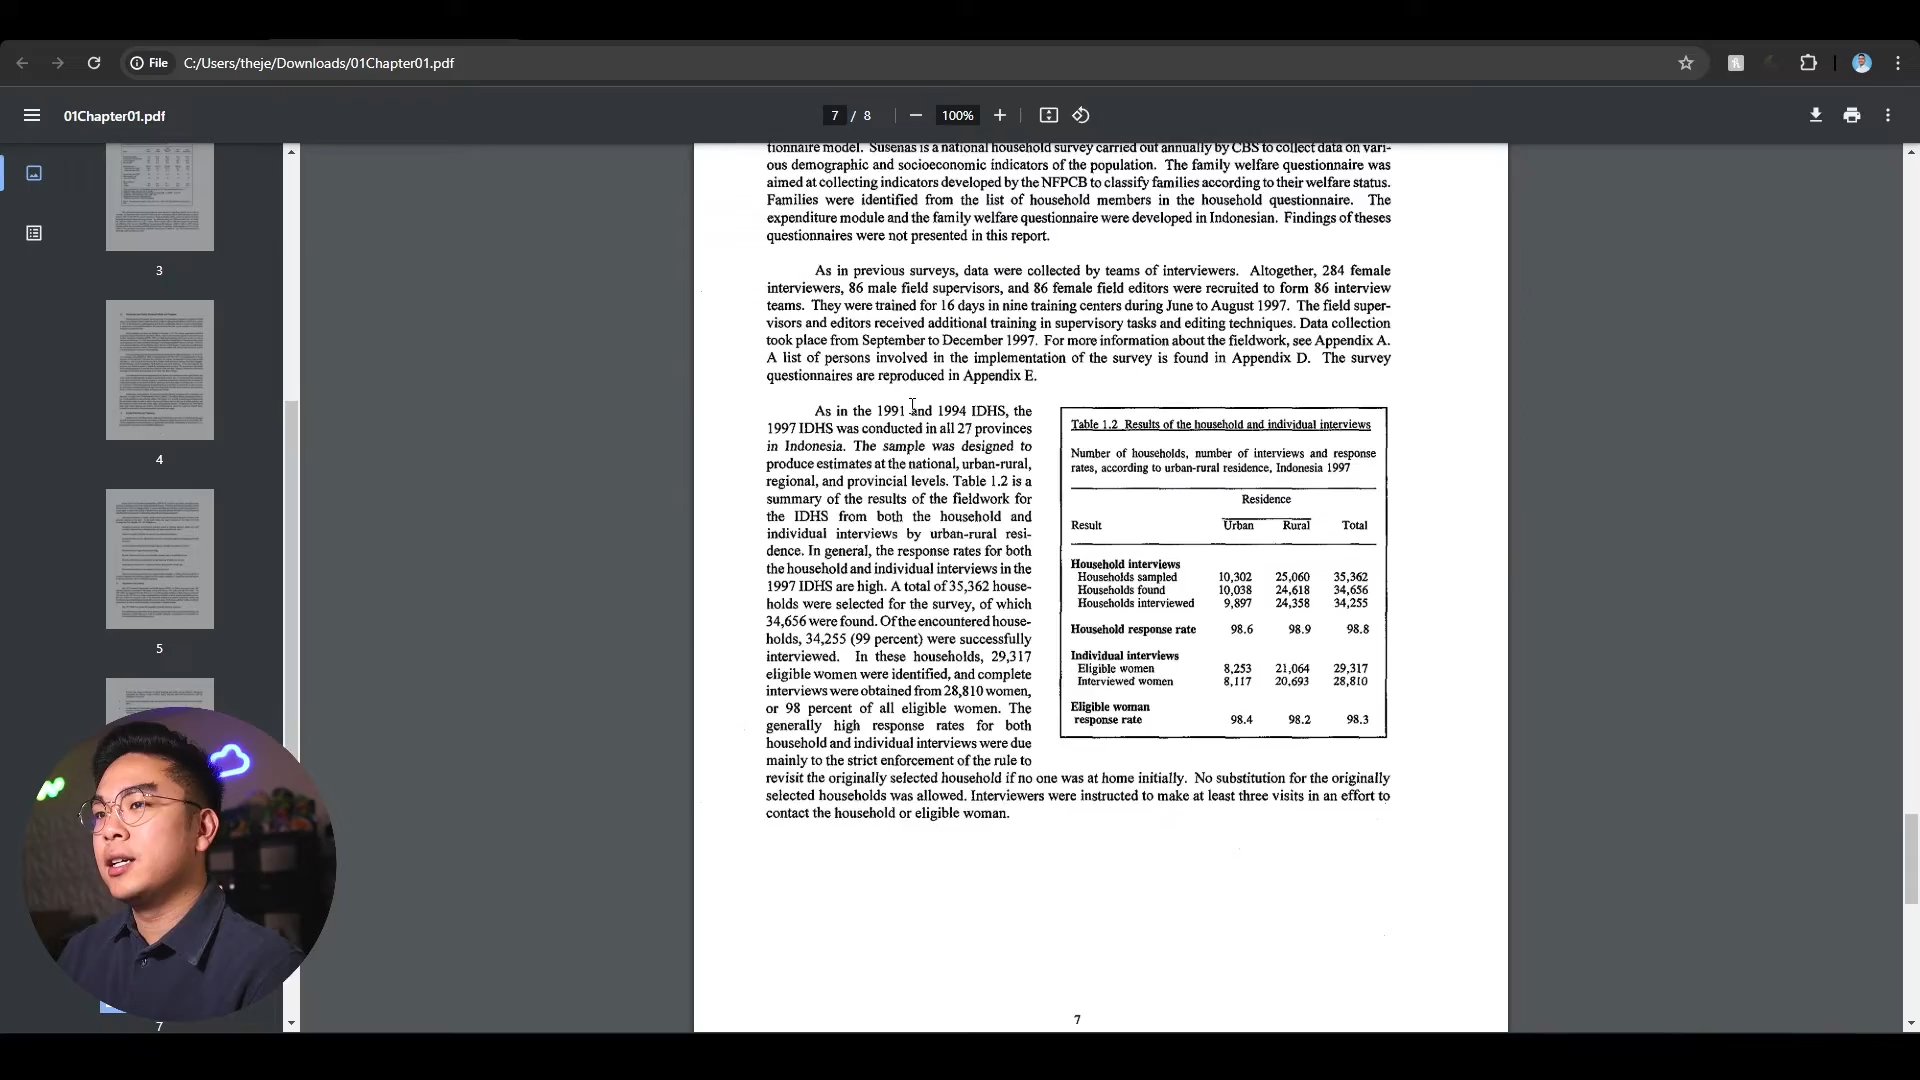 File
C:/Users/theje/Downloads/01Chapter01.pdf
01Chapter01.pdf
7 / 8
100%
3
4
5
7
tionnaire model. Susenas is a national household survey carried out annually by CBS to collect data on vari-
ous demographic and socioeconomic indicators of the population. The family welfare questionnaire was
aimed at collecting indicators developed by the NFPCB to classify families according to their welfare status.
Families were identified from the list of household members in the household questionnaire. The
expenditure module and the family welfare questionnaire were developed in Indonesian. Findings of theses
questionnaires were not presented in this report.
As in previous surveys, data were collected by teams of interviewers. Altogether, 284 female
interviewers, 86 male field supervisors, and 86 female field editors were recruited to form 86 interview
teams. They were trained for 16 days in nine training centers during June to August 1997. The field super-
visors and editors received additional training in supervisory tasks and editing techniques. Data collection
took place from September to December 1997. For more information about the fieldwork, see Appendix A.
A list of persons involved in the implementation of the survey is found in Appendix D. The survey
questionnaires are reproduced in Appendix E.
As in the 1991 and 1994 IDHS, the
1997 IDHS was conducted in all 27 provinces
in Indonesia. The sample was designed to
produce estimates at the national, urban-rural,
regional, and provincial levels. Table 1.2 is a
summary of the results of the fieldwork for
the IDHS from both the household and
individual interviews by urban-rural resi-
dence. In general, the response rates for both
the household and individual interviews in the
1997 IDHS are high. A total of 35,362 house-
holds were selected for the survey, of which
34,656 were found. Of the encountered house-
holds, 34,255 (99 percent) were successfully
interviewed. In these households, 29,317
eligible women were identified, and complete
interviews were obtained from 28,810 women,
or 98 percent of all eligible women. The
generally high response rates for both
household and individual interviews were due
mainly to the strict enforcement of the rule to
revisit the originally selected household if no one was at home initially. No substitution for the originally
selected households was allowed. Interviewers were instructed to make at least three visits in an effort to
contact the household or eligible woman.
Table 1.2 Results of the household and individual interviews
Number of households, number of interviews and response
rates, according to urban-rural residence, Indonesia 1997
Residence
Result Urban Rural Total
Household interviews
Households sampled 10,302 25,060 35,362
Households found 10,038 24,618 34,656
Households interviewed 9,897 24,358 34,255
Household response rate 98.6 98.9 98.8
Individual interviews
Eligible women 8,253 21,064 29,317
Interviewed women 8,117 20,693 28,810
Eligible woman
response rate 98.4 98.2 98.3
7